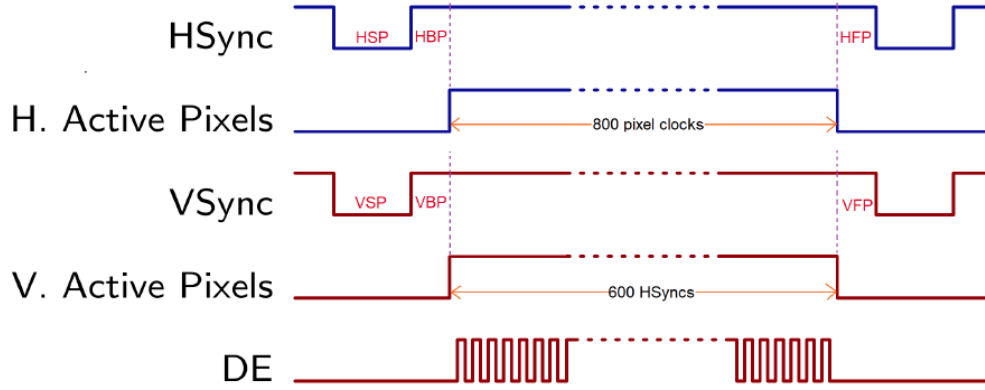 HSync HSP HBP HFP
H. Active Pixels 800 pixel clocks
VSync VSP VBP VFP
V. Active Pixels 600 HSyncs
DE